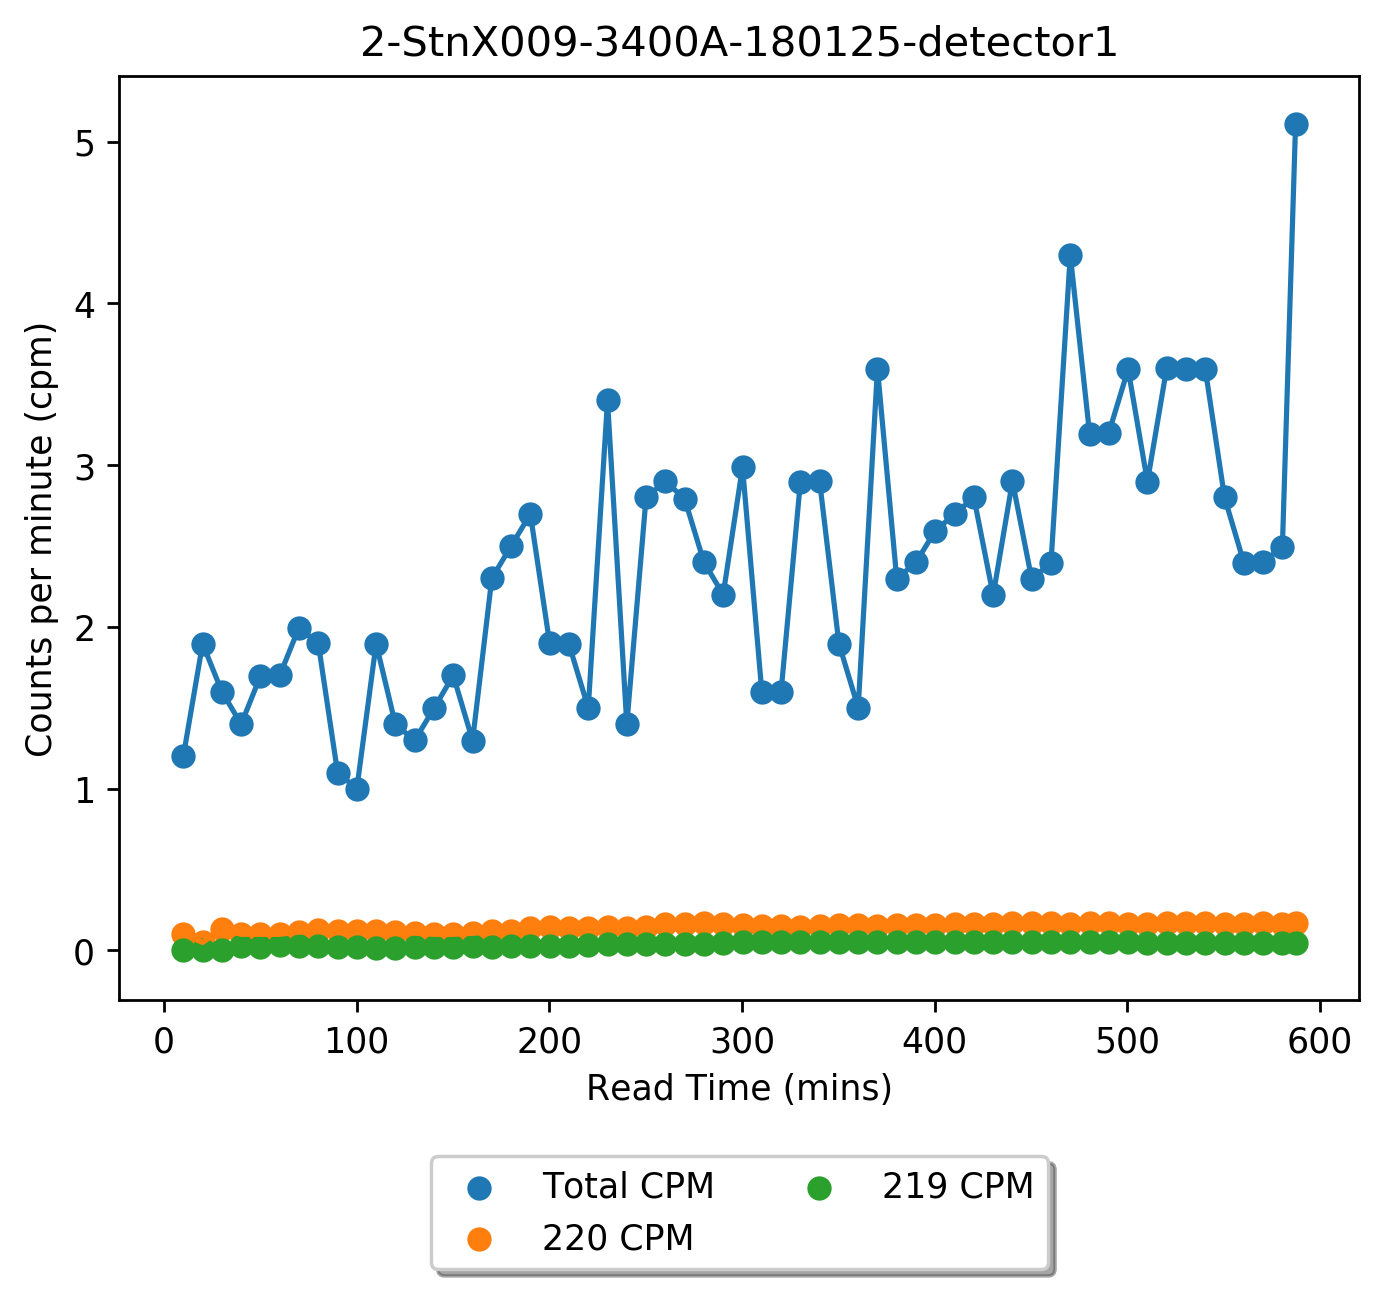 2-StnX009-3400A-180125-detector1
5
4
3
2
1
0
Counts per minute (cpm)
0 100 200 300 400 500 600
Read Time (mins)
Total CPM 219 CPM
220 CPM